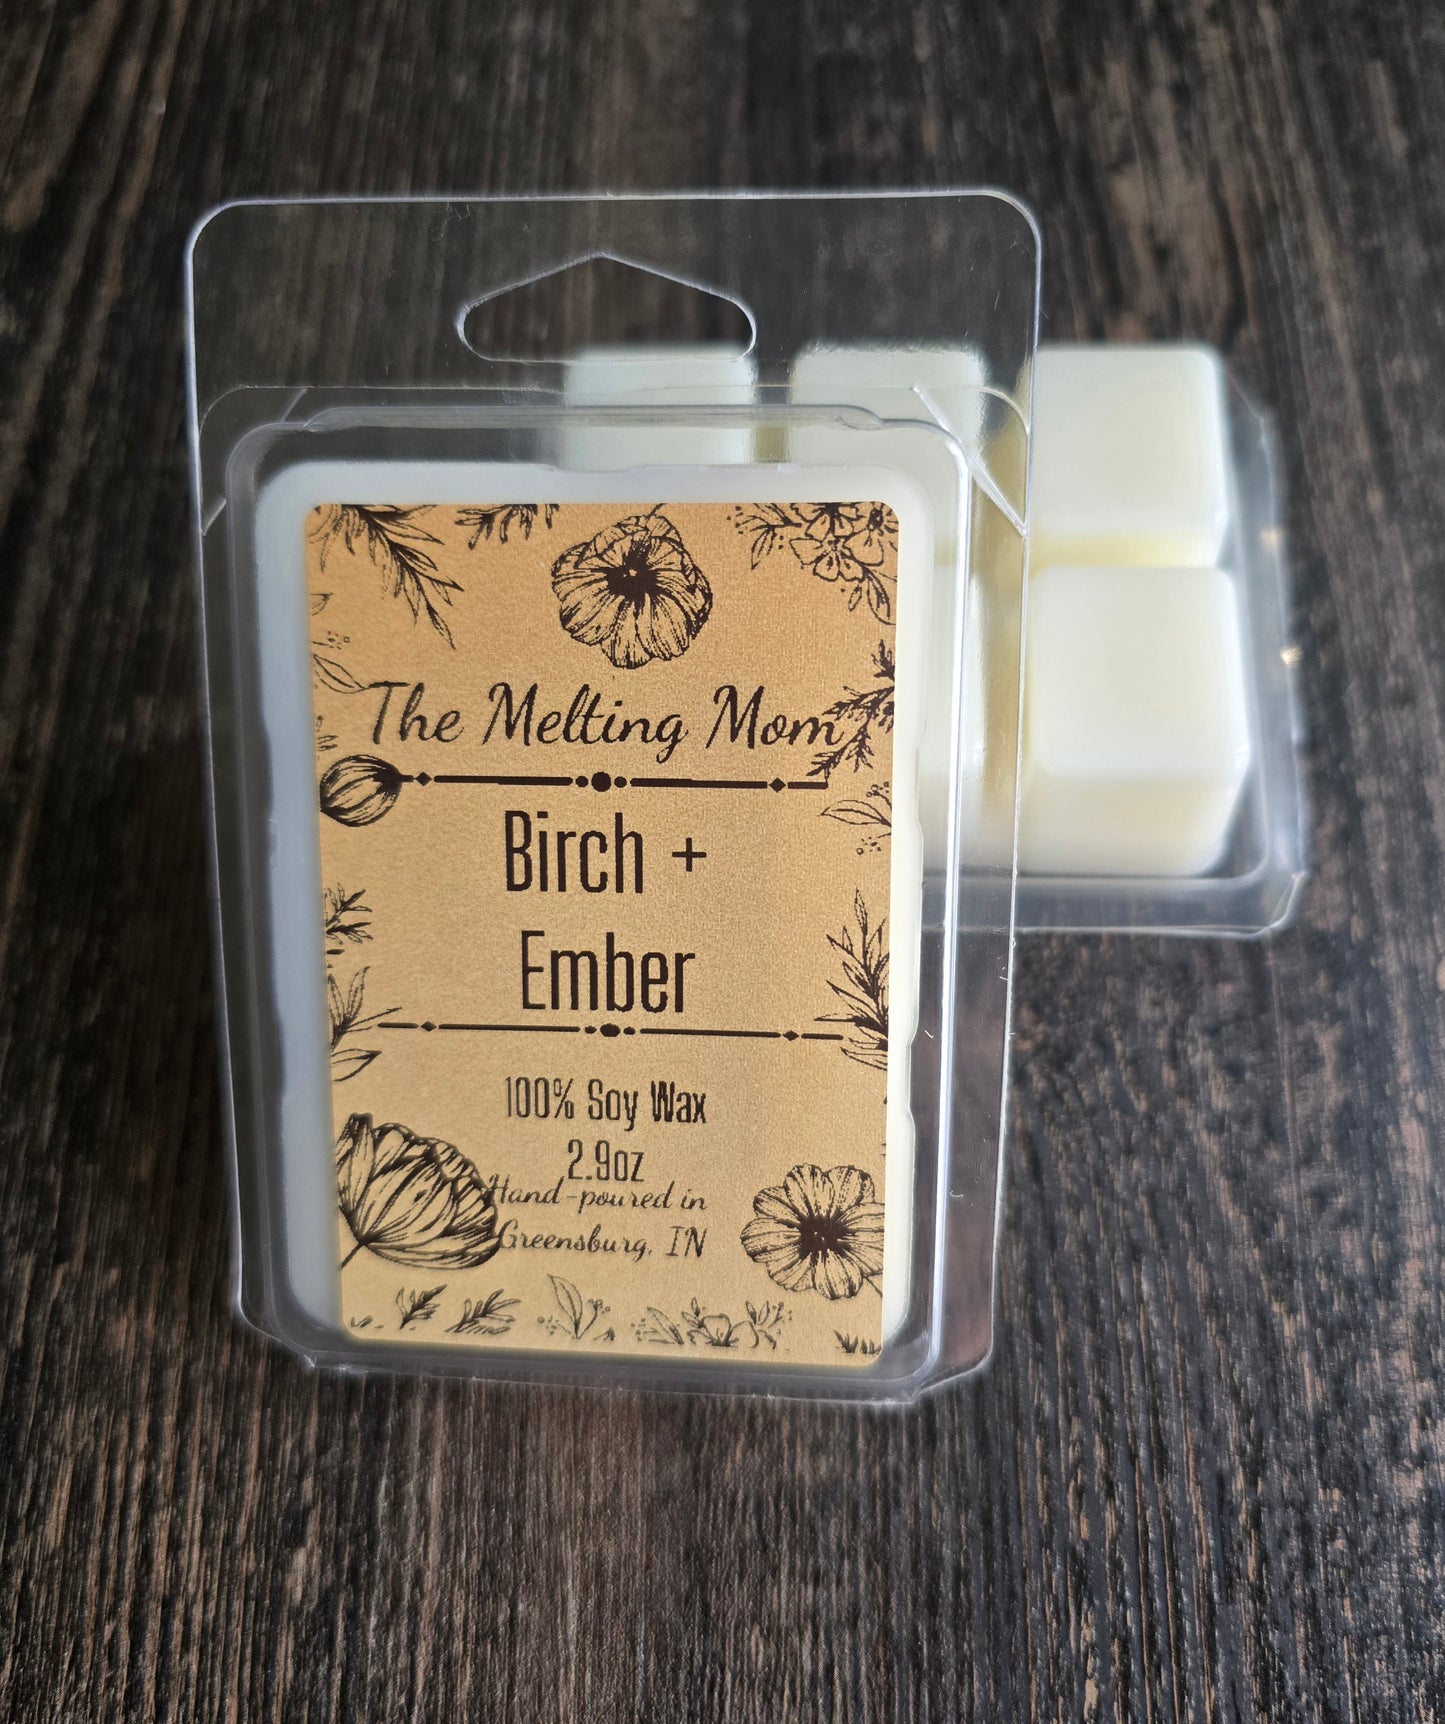 The Melting Mom
Birch +
Ember
100% Soy Wax
2.9oz
Hand-poured in
Greensburg, IN